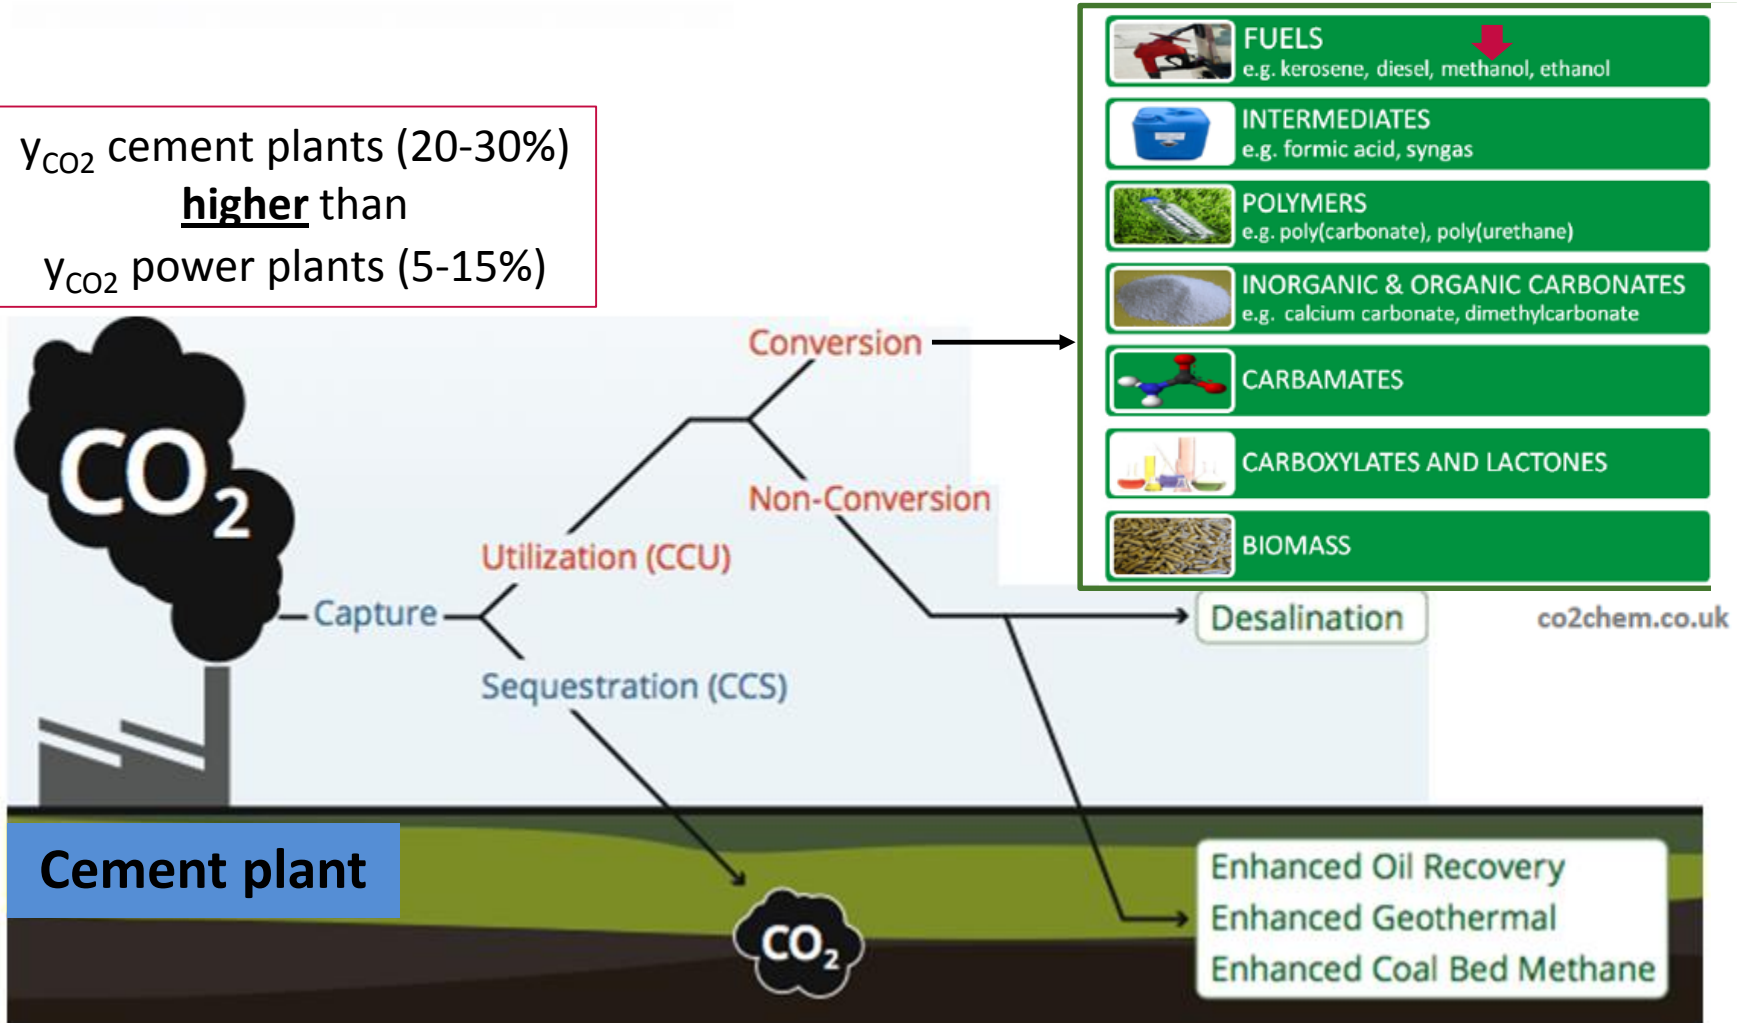 y_CO2 cement plants (20-30%)
higher than
y_CO2 power plants (5-15%)
CO₂
Capture
Utilization (CCU)
Sequestration (CCS)
Conversion
Non-Conversion
FUELS
e.g. kerosene, diesel, methanol, ethanol
INTERMEDIATES
e.g. formic acid, syngas
POLYMERS
e.g. poly(carbonate), poly(urethane)
INORGANIC & ORGANIC CARBONATES
e.g. calcium carbonate, dimethylcarbonate
CARBAMATES
CARBOXYLATES AND LACTONES
BIOMASS
Desalination
co2chem.co.uk
Cement plant
CO₂
Enhanced Oil Recovery
Enhanced Geothermal
Enhanced Coal Bed Methane